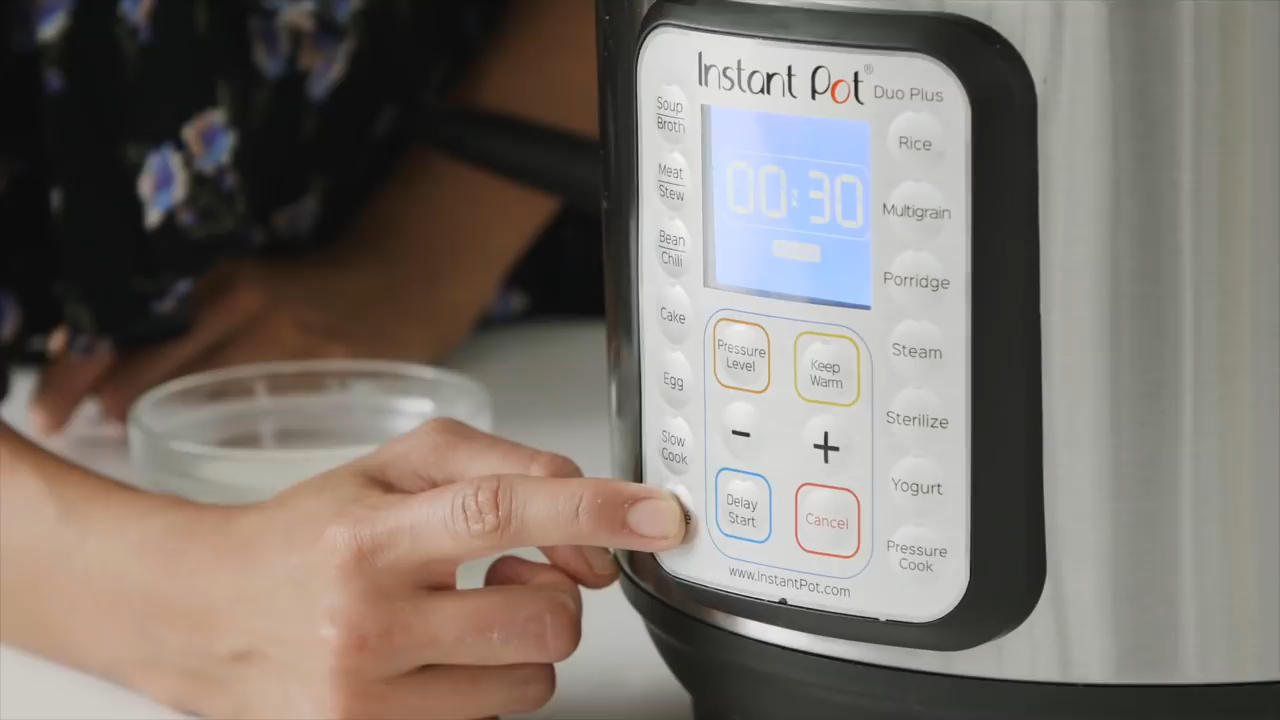 Instant Pot® Duo Plus
Soup
Broth
Meat
Stew
Bean
Chili
Cake
Egg
Slow
Cook
00:30
Rice
Multigrain
Porridge
Steam
Sterilize
Yogurt
Pressure
Cook
Pressure
Level
Keep
Warm
-
+
Delay
Start
Cancel
www.InstantPot.com